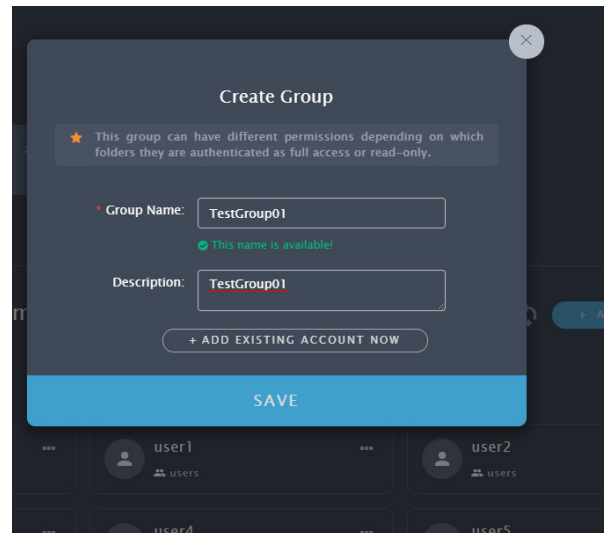 Create Group
This group can have different permissions depending on which
folders they are authenticated as full access or read-only.
* Group Name: TestGroup01
This name is available!
Description: TestGroup01
+ ADD EXISTING ACCOUNT NOW
+ A
SAVE
user1
user2
users
users
user4
user5